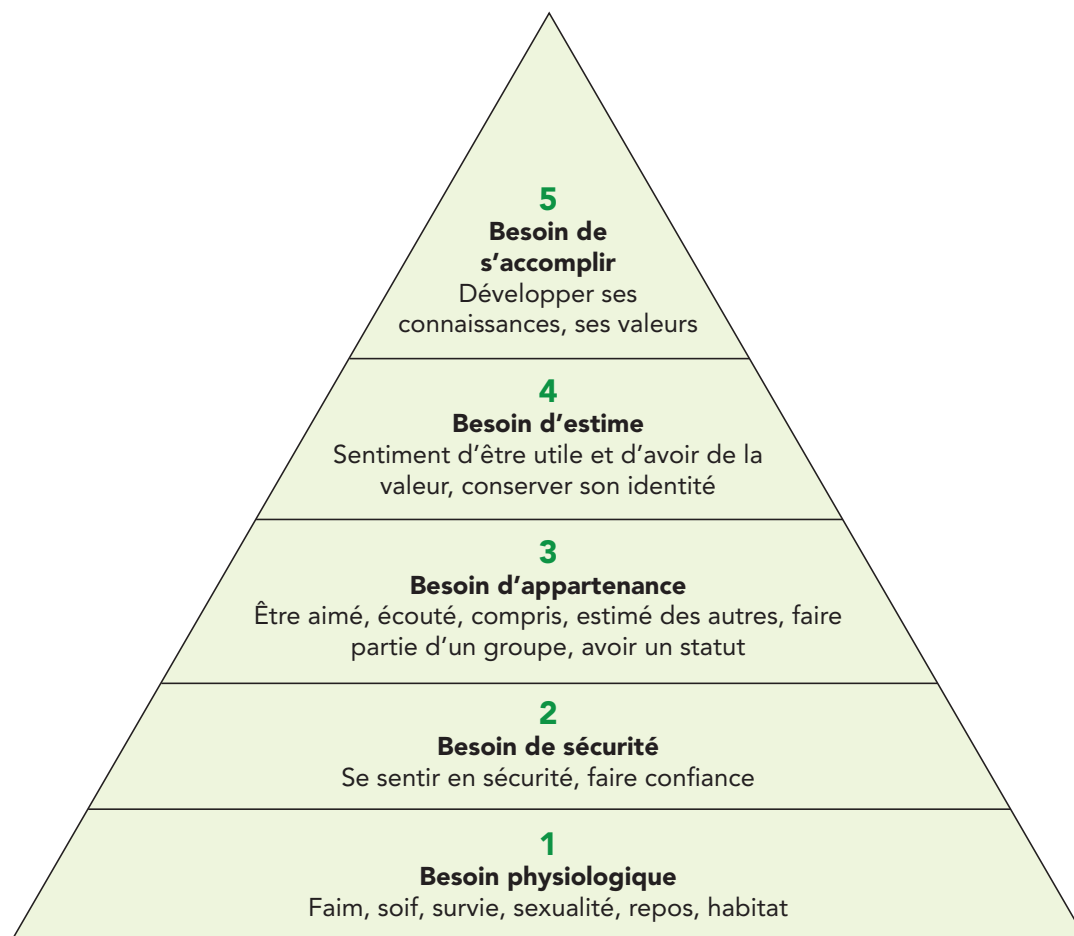 5
Besoin de
s’accomplir
Développer ses
connaissances, ses valeurs
4
Besoin d’estime
Sentiment d’être utile et d’avoir de la
valeur, conserver son identité
3
Besoin d’appartenance
Être aimé, écouté, compris, estimé des autres, faire
partie d’un groupe, avoir un statut
2
Besoin de sécurité
Se sentir en sécurité, faire confiance
1
Besoin physiologique
Faim, soif, survie, sexualité, repos, habitat